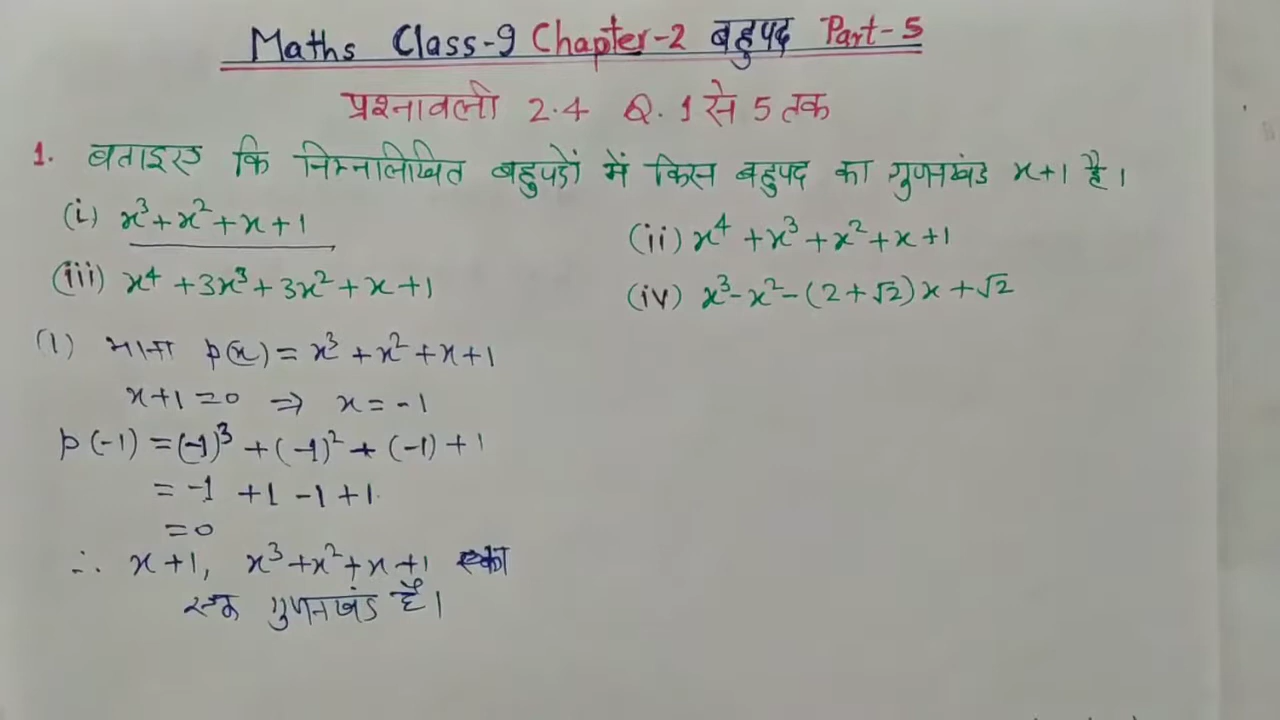 Maths Class-9 Chapter-2 बहुपद Part-5
प्रश्नावली 2.4 Q. 1 से 5 तक
1. बताइए कि निम्नलिखित बहुपदों में किस बहुपद का गुणनखंड x+1 है।
(i) x³+x²+x+1 (ii) x⁴+x³+x²+x+1
(iii) x⁴+3x³+3x²+x+1 (iv) x³-x²-(2+√2)x+√2
(1) माना p(x) = x³+x²+x+1
x+1=0 ⇒ x=-1
p(-1) = (-1)³+(-1)²+(-1)+1
= -1 +1 -1 +1
=0
∴ x+1, x³+x²+x+1 का
एक गुणनखंड है।